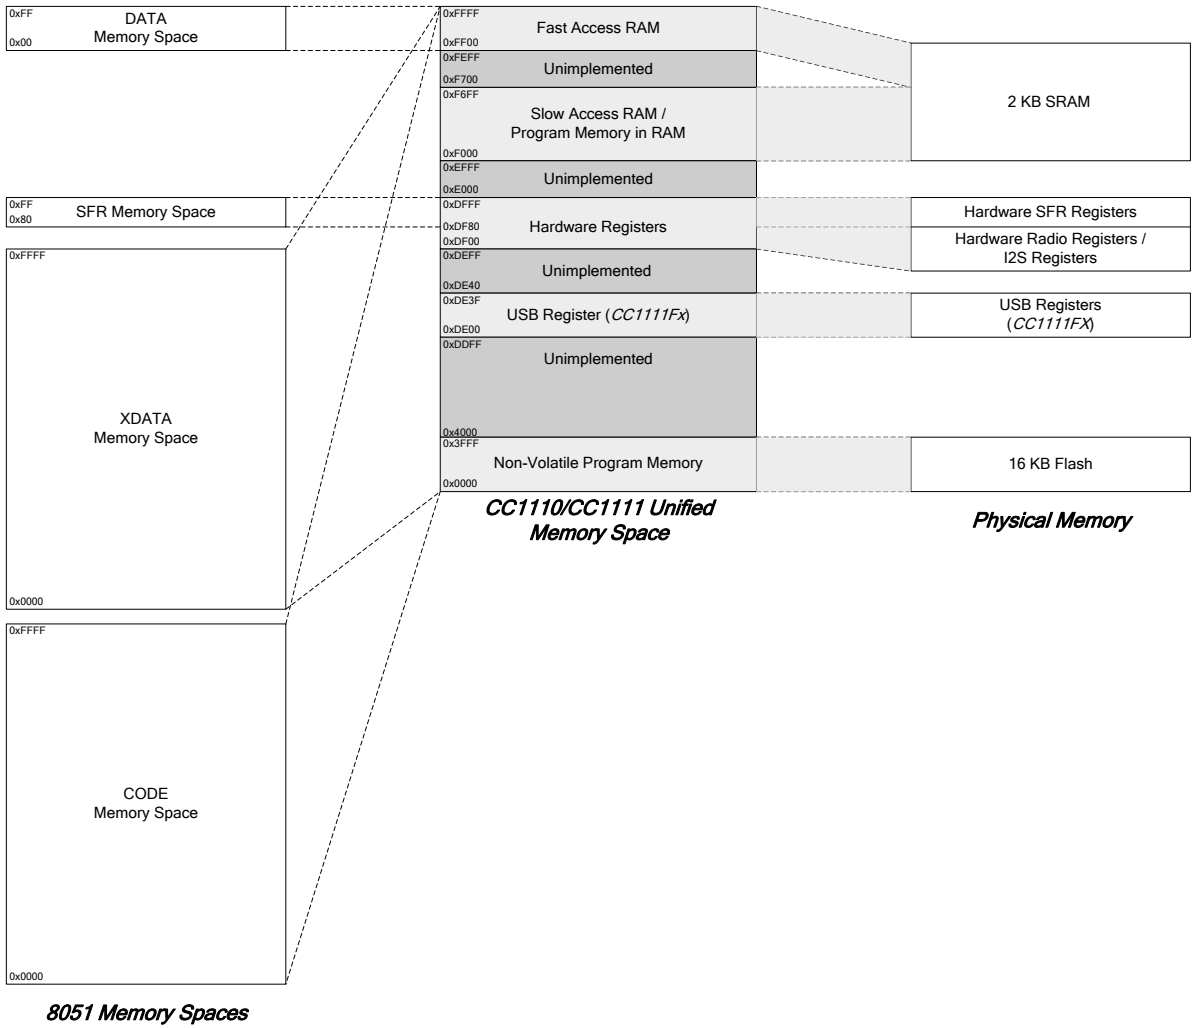 0xFF
DATA
Memory Space
0x00
0xFF
SFR Memory Space
0x80
0xFFFF
XDATA
Memory Space
0x0000
0xFFFF
CODE
Memory Space
0x0000
8051 Memory Spaces
0xFFFF
Fast Access RAM
0xFF00
0xFEFF
Unimplemented
0xF700
0xF6FF
Slow Access RAM /
Program Memory in RAM
0xF000
0xEFFF
Unimplemented
0xE000
0xDFFF
0xDF80
Hardware Registers
0xDF00
0xDEFF
Unimplemented
0xDE40
0xDE3F
USB Register (CC1111Fx)
0xDE00
0xDDFF
Unimplemented
0x4000
0x3FFF
Non-Volatile Program Memory
0x0000
CC1110/CC1111 Unified
Memory Space
2 KB SRAM
Hardware SFR Registers
Hardware Radio Registers /
I2S Registers
USB Registers
(CC1111FX)
16 KB Flash
Physical Memory